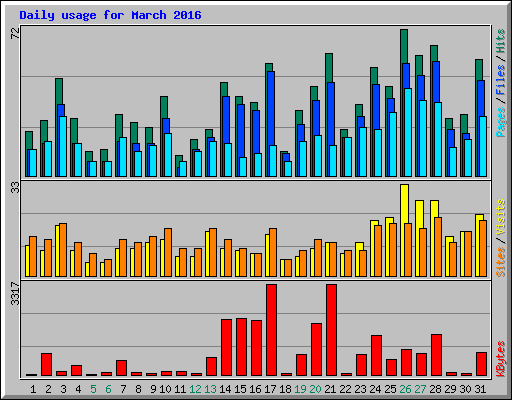 Daily usage for March 2016
72
33
3317
Pages / Files / Hits
Sites / Visits
KBytes
1 2 3 4 5 6 7 8 9 10 11 12 13 14 15 16 17 18 19 20 21 22 23 24 25 26 27 28 29 30 31